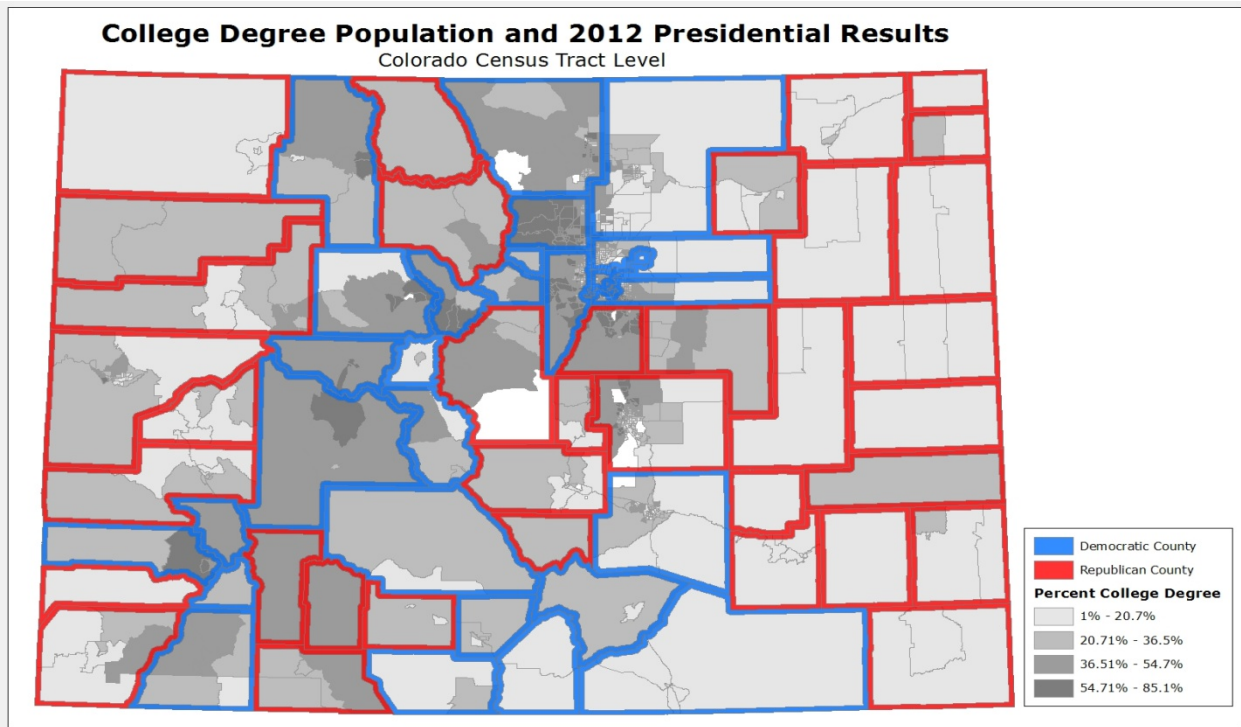 College Degree Population and 2012 Presidential Results
Colorado Census Tract Level
Democratic County
Republican County
Percent College Degree
1% - 20.7%
20.71% - 36.5%
36.51% - 54.7%
54.71% - 85.1%